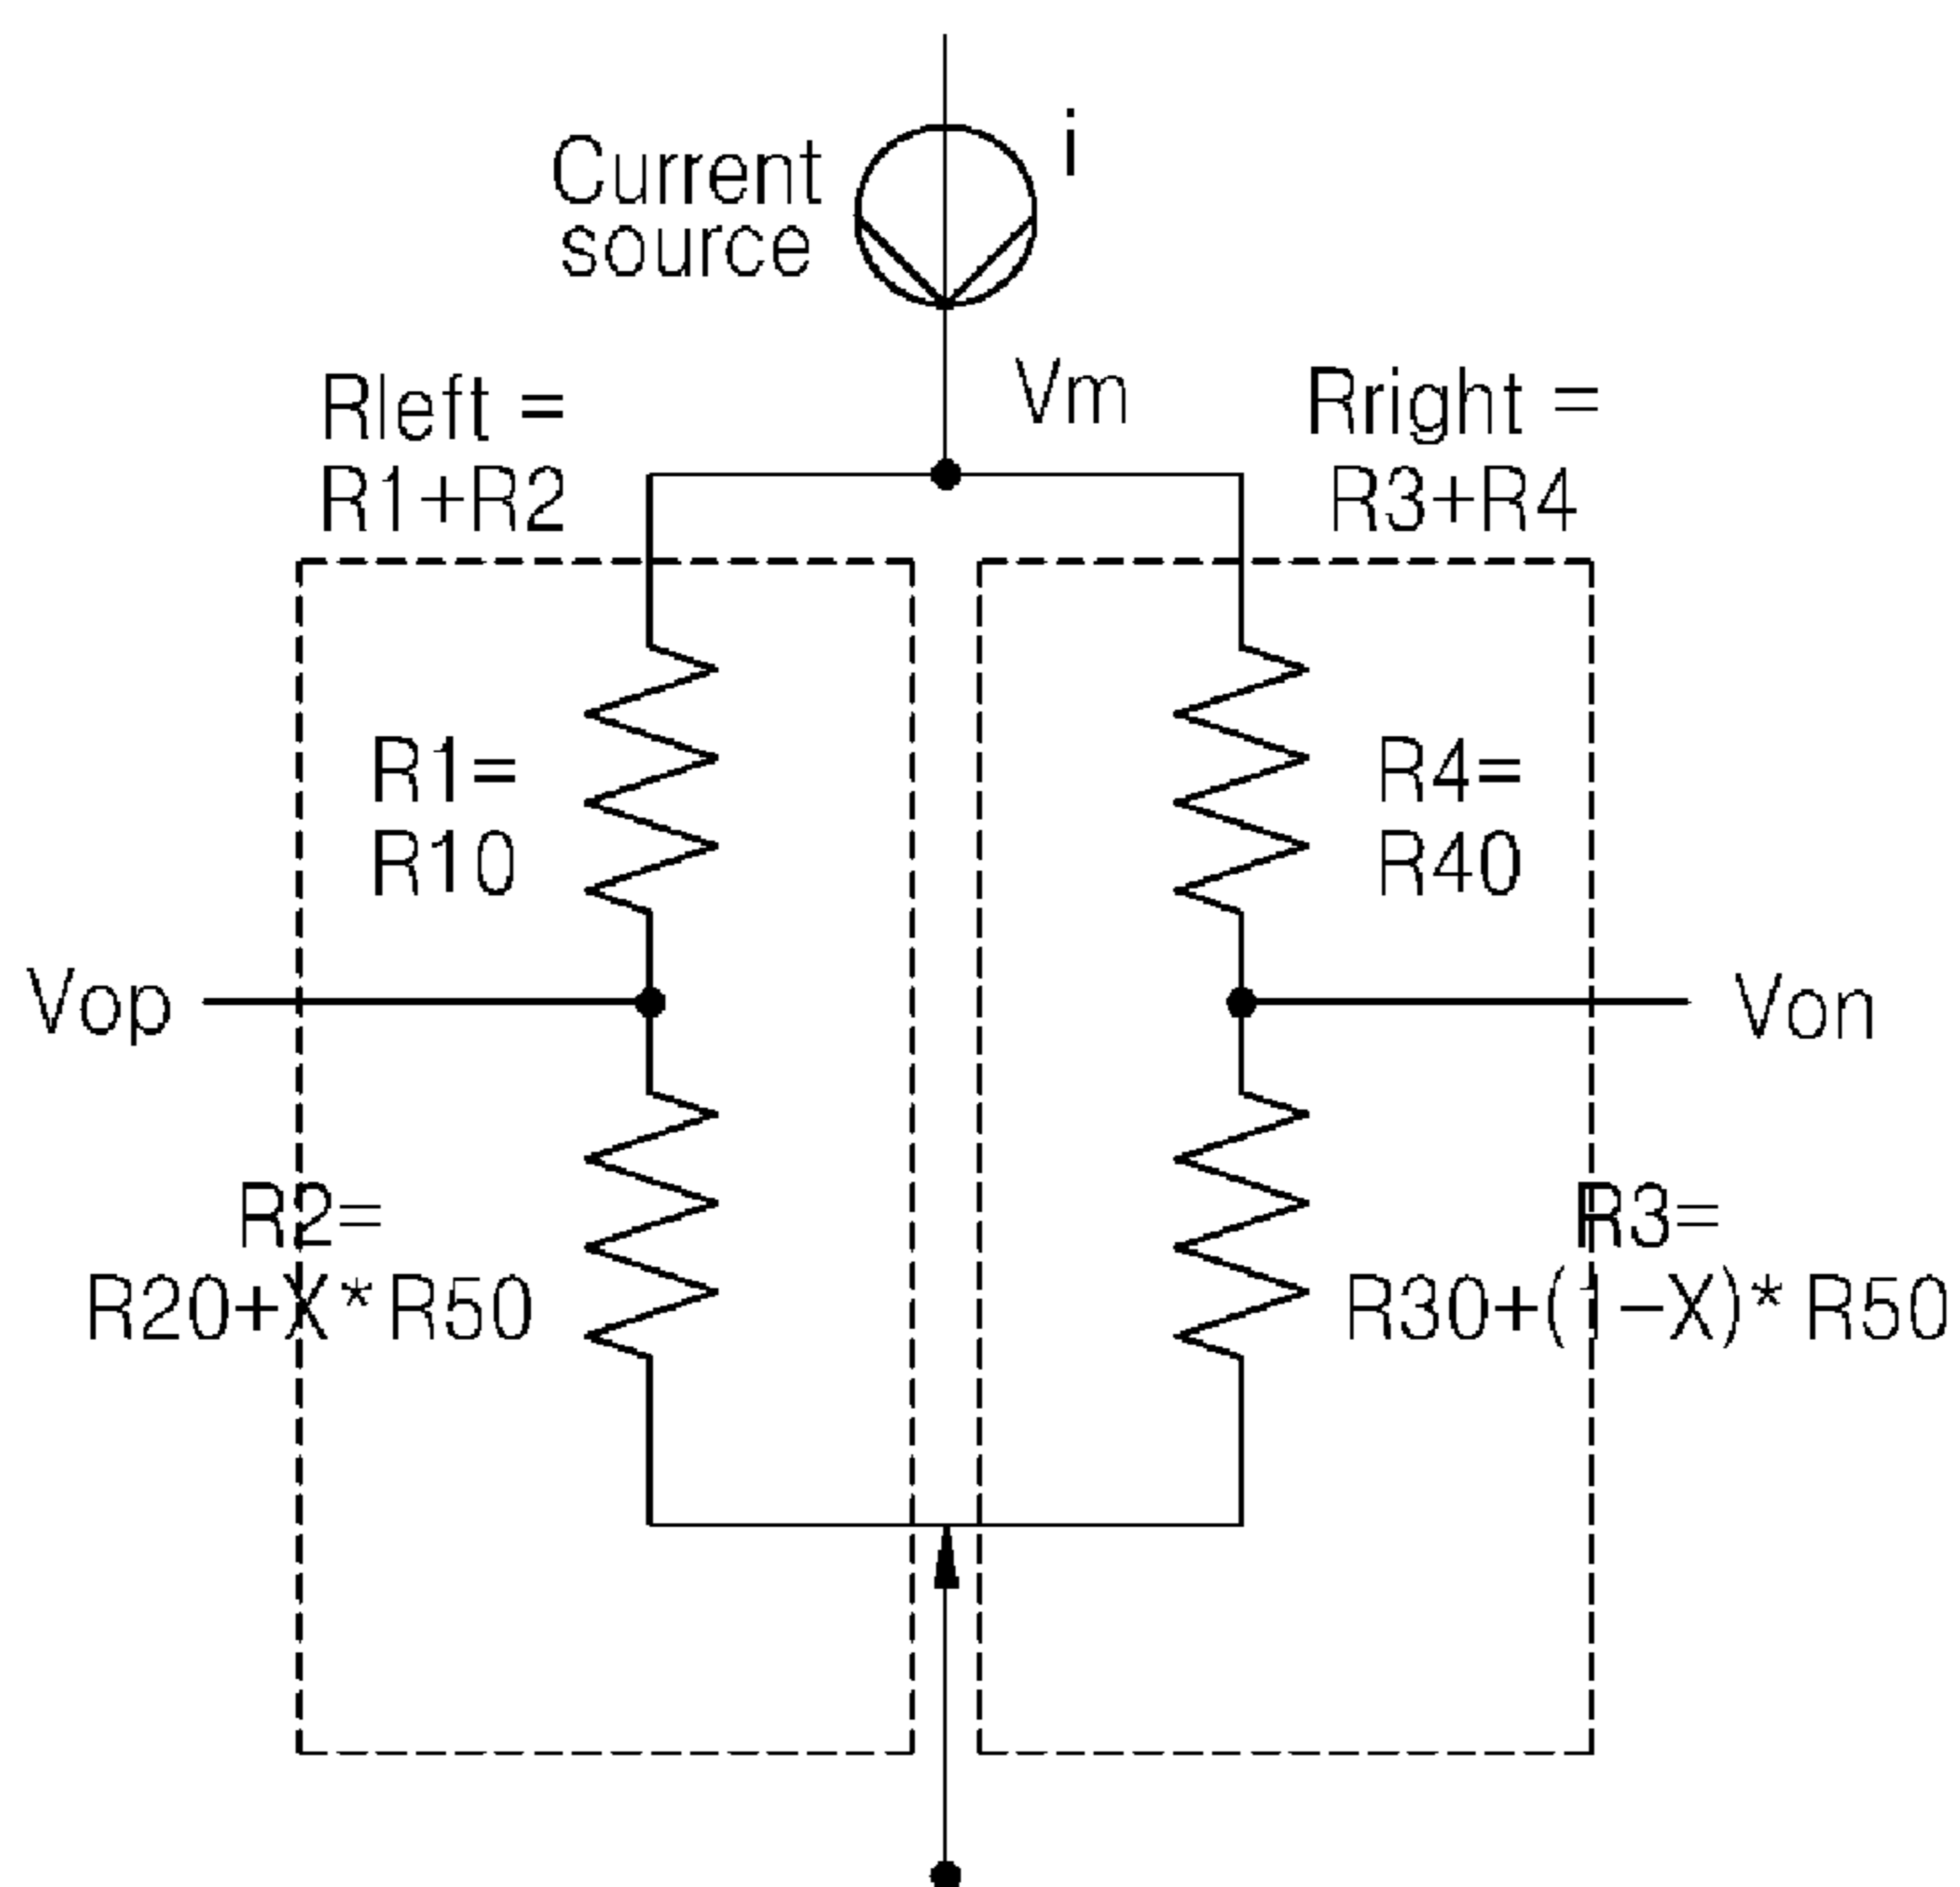 Current
source
i
Vm
Rleft =
R1+R2
Rright =
R3+R4
R1=
R10
R4=
R40
Vop
Von
R2=
R20+X*R50
R3=
R30+(1-X)*R50